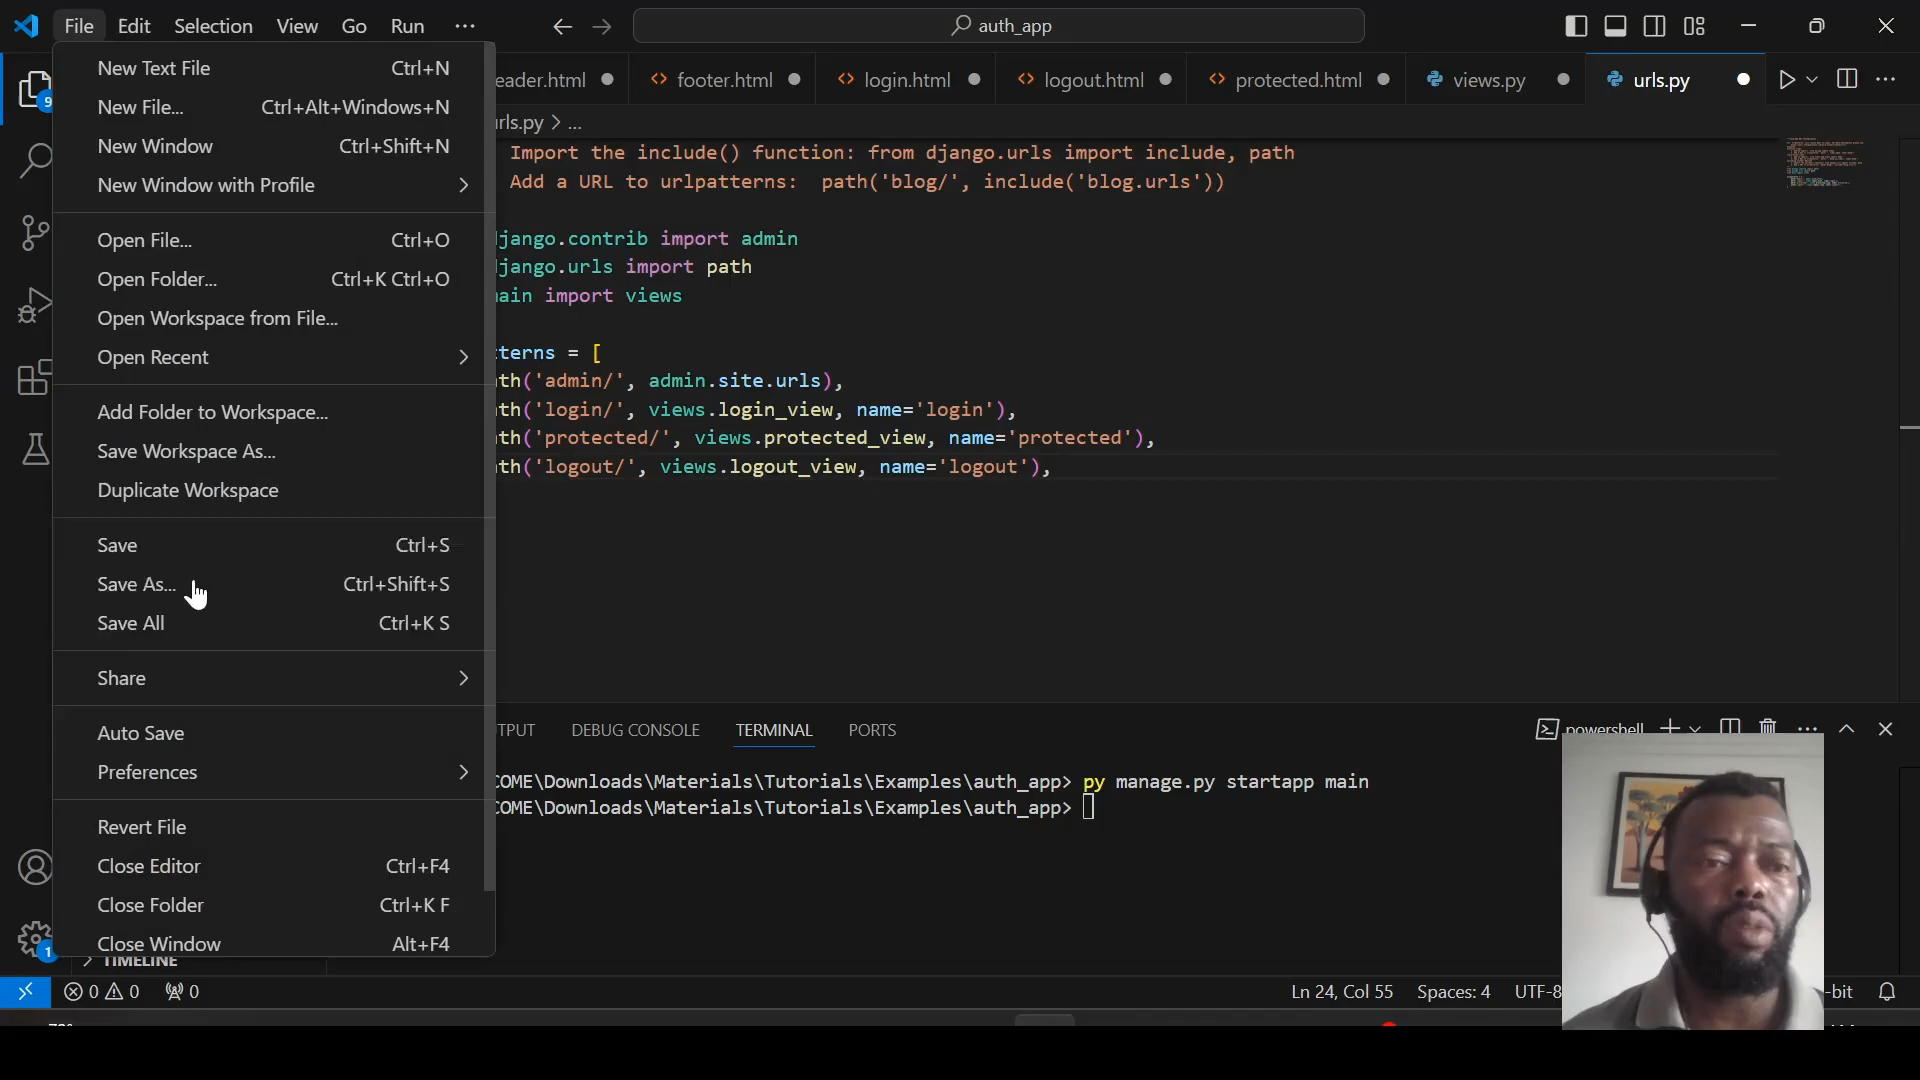 File Edit Selection View Go Run ... auth_app
New Text File Ctrl+N
New File... Ctrl+Alt+Windows+N
New Window Ctrl+Shift+N
New Window with Profile
Open File... Ctrl+O
Open Folder... Ctrl+K Ctrl+O
Open Workspace from File...
Open Recent
Add Folder to Workspace...
Save Workspace As...
Duplicate Workspace
Save Ctrl+S
Save As... Ctrl+Shift+S
Save All Ctrl+K S
Share
Auto Save
Preferences
Revert File
Close Editor Ctrl+F4
Close Folder Ctrl+K F
Close Window Alt+F4
TIMELINE
9
1
eader.html footer.html login.html logout.html protected.html views.py urls.py
rls.py > ...
Import the include() function: from django.urls import include, path
Add a URL to urlpatterns:  path('blog/', include('blog.urls'))
jango.contrib import admin
jango.urls import path
ain import views
terns = [
th('admin/', admin.site.urls),
th('login/', views.login_view, name='login'),
th('protected/', views.protected_view, name='protected'),
th('logout/', views.logout_view, name='logout'),
TPUT DEBUG CONSOLE TERMINAL PORTS powershell
COME\Downloads\Materials\Tutorials\Examples\auth_app> py manage.py startapp main
COME\Downloads\Materials\Tutorials\Examples\auth_app>
0 0 0 Ln 24, Col 55 Spaces: 4 UTF-8 -bit